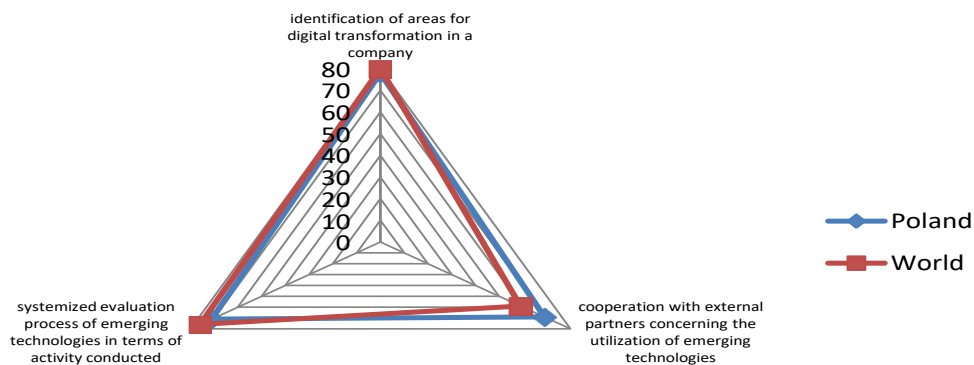 identification of areas for
digital transformation in a
company
80
70
60
50
40
30
20
10
0
Poland
World
systemized evaluation
process of emerging
technologies in terms of
activity conducted
cooperation with external
partners concerning the
utilization of emerging
technologies